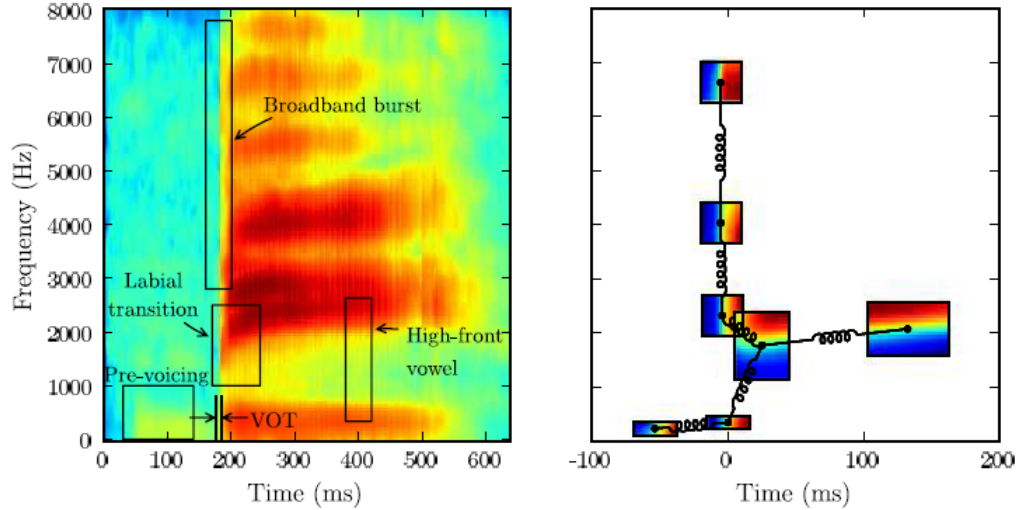 8000
7000
6000
5000
4000
3000
2000
1000
0
Frequency (Hz)
Broadband burst
Labial
transition
High-front
vowel
Pre-voicing
VOT
0 100 200 300 400 500 600
Time (ms)
-100 0 100 200
Time (ms)